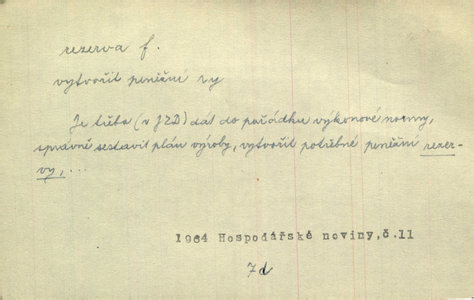 rezerva f.
vytvořit peněžní r-y
Je třeba (v JZD) dát do pořádku výkonové normy,
správně sestavit plán výroby, vytvořit potřebné peněžní rezer-
vy, ...
1964 Hospodářské noviny,č.11
7d